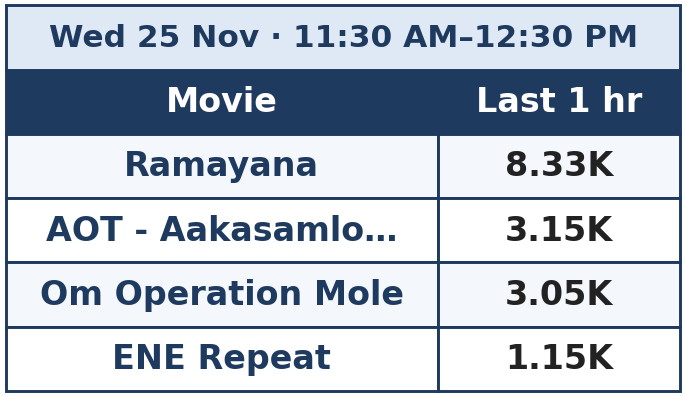 Wed 25 Nov · 11:30 AM–12:30 PM
Movie Last 1 hr
Ramayana 8.33K
AOT - Aakasamlo... 3.15K
Om Operation Mole 3.05K
ENE Repeat 1.15K